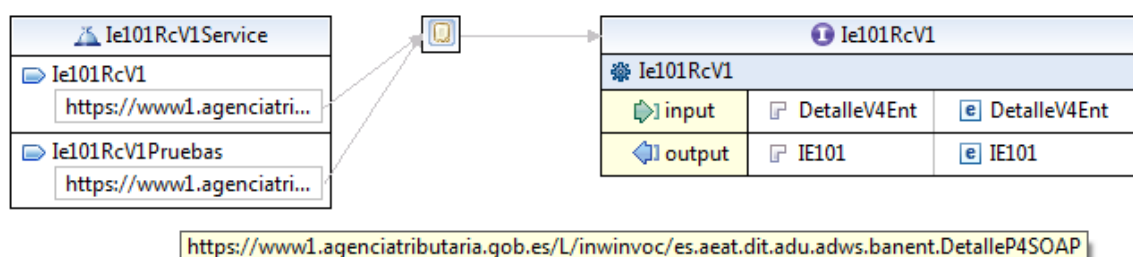 Ie101RcV1Service
Ie101RcV1
https://www1.agenciatri...
Ie101RcV1Pruebas
https://www1.agenciatri...
Ie101RcV1
Ie101RcV1
input DetalleV4Ent DetalleV4Ent
output IE101 IE101
https://www1.agenciatributaria.gob.es/L/inwinvoc/es.aeat.dit.adu.adws.banent.DetalleP4SOAP